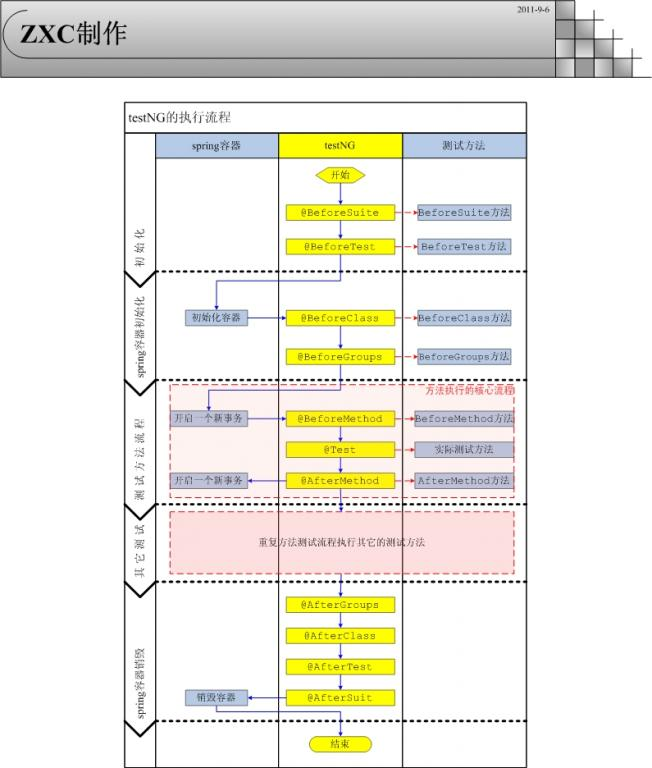 2011-9-6
ZXC制作
testNG的执行流程
spring容器
testNG
测试方法
开始
@BeforeSuite
BeforeSuite方法
初始化
@BeforeTest
BeforeTest方法
spring容器初始化
初始化容器
@BeforeClass
BeforeClass方法
@BeforeGroups
BeforeGroups方法
方法执行的核心流程
测试方法流程
开启一个新事务
@BeforeMethod
BeforeMethod方法
@Test
实际测试方法
开启一个新事务
@AfterMethod
AfterMethod方法
其它测试
重复方法测试流程执行其它的测试方法
@AfterGroups
@AfterClass
@AfterTest
spring容器销毁
销毁容器
@AfterSuit
结束